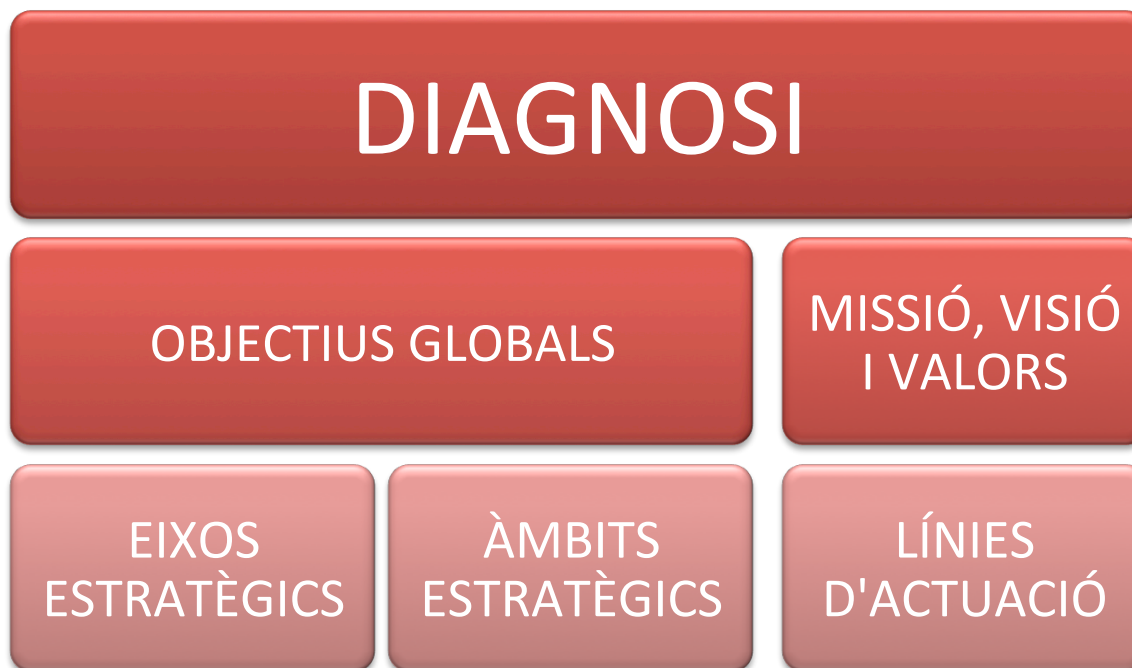 DIAGNOSI
OBJECTIUS GLOBALS
MISSIÓ, VISIÓ
I VALORS
EIXOS
ESTRATÈGICS
ÀMBITS
ESTRATÈGICS
LÍNIES
D'ACTUACIÓ